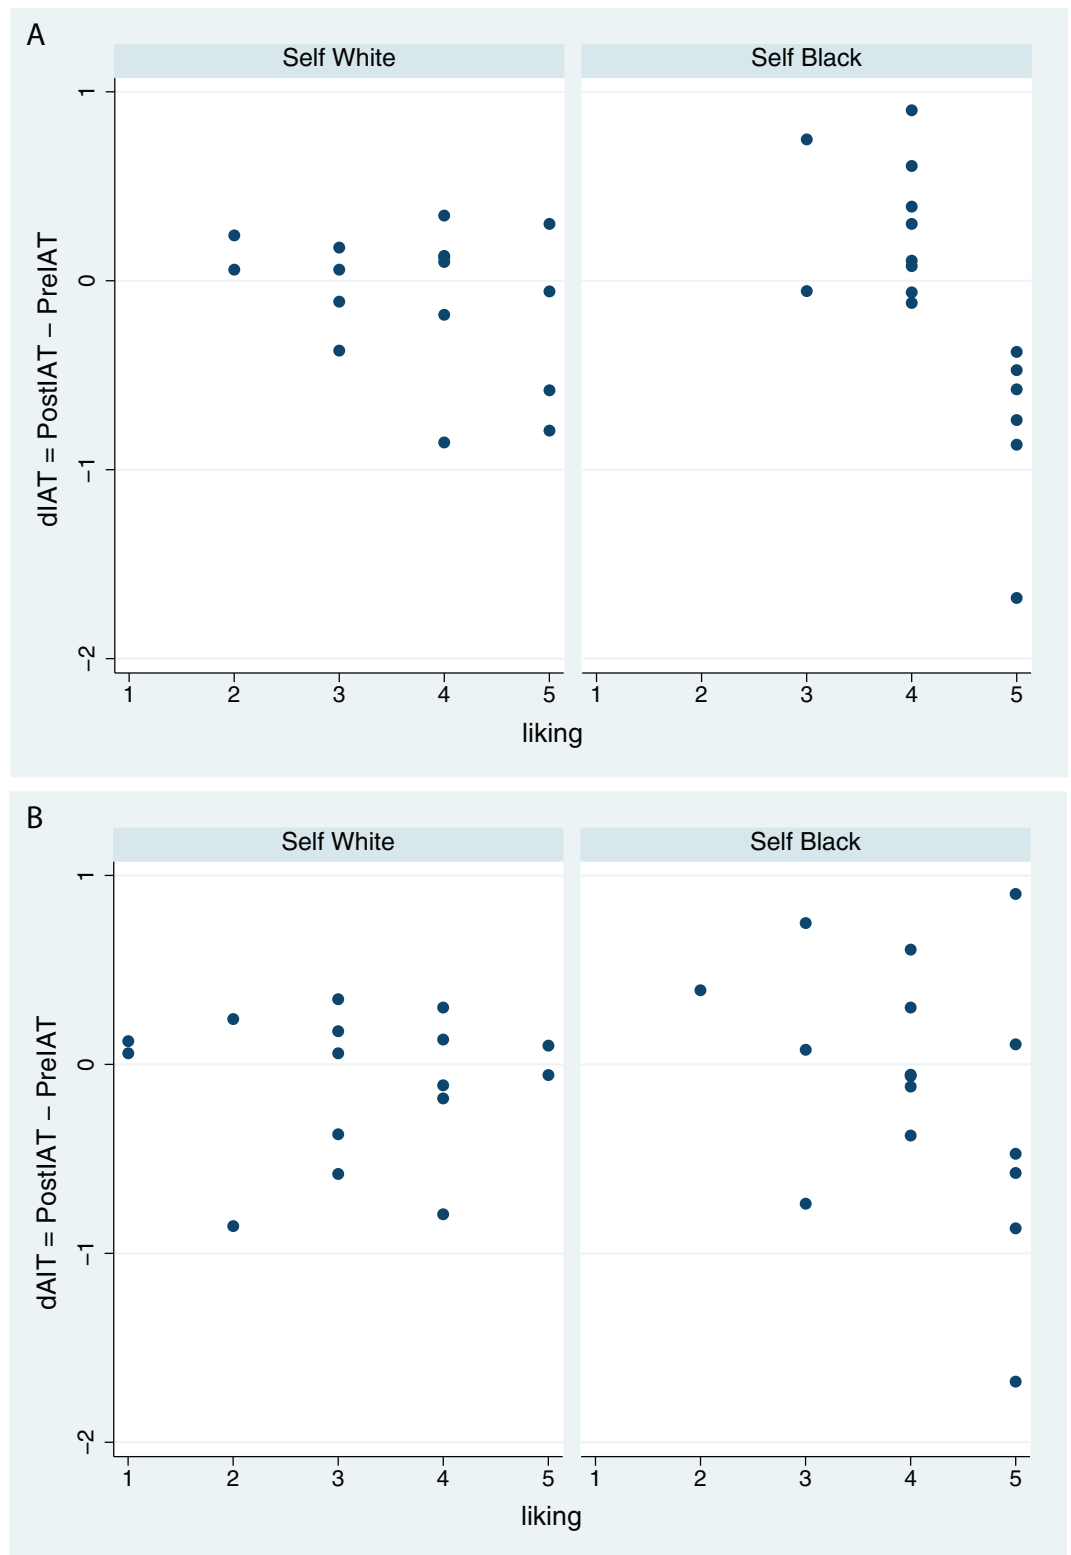 A
Self White Self Black
dIAT = PostIAT – PreIAT
1
0
−1
−2
1 2 3 4 5 1 2 3 4 5
liking
B
Self White Self Black
dAIT = PostIAT – PreIAT
1
0
−1
−2
1 2 3 4 5 1 2 3 4 5
liking